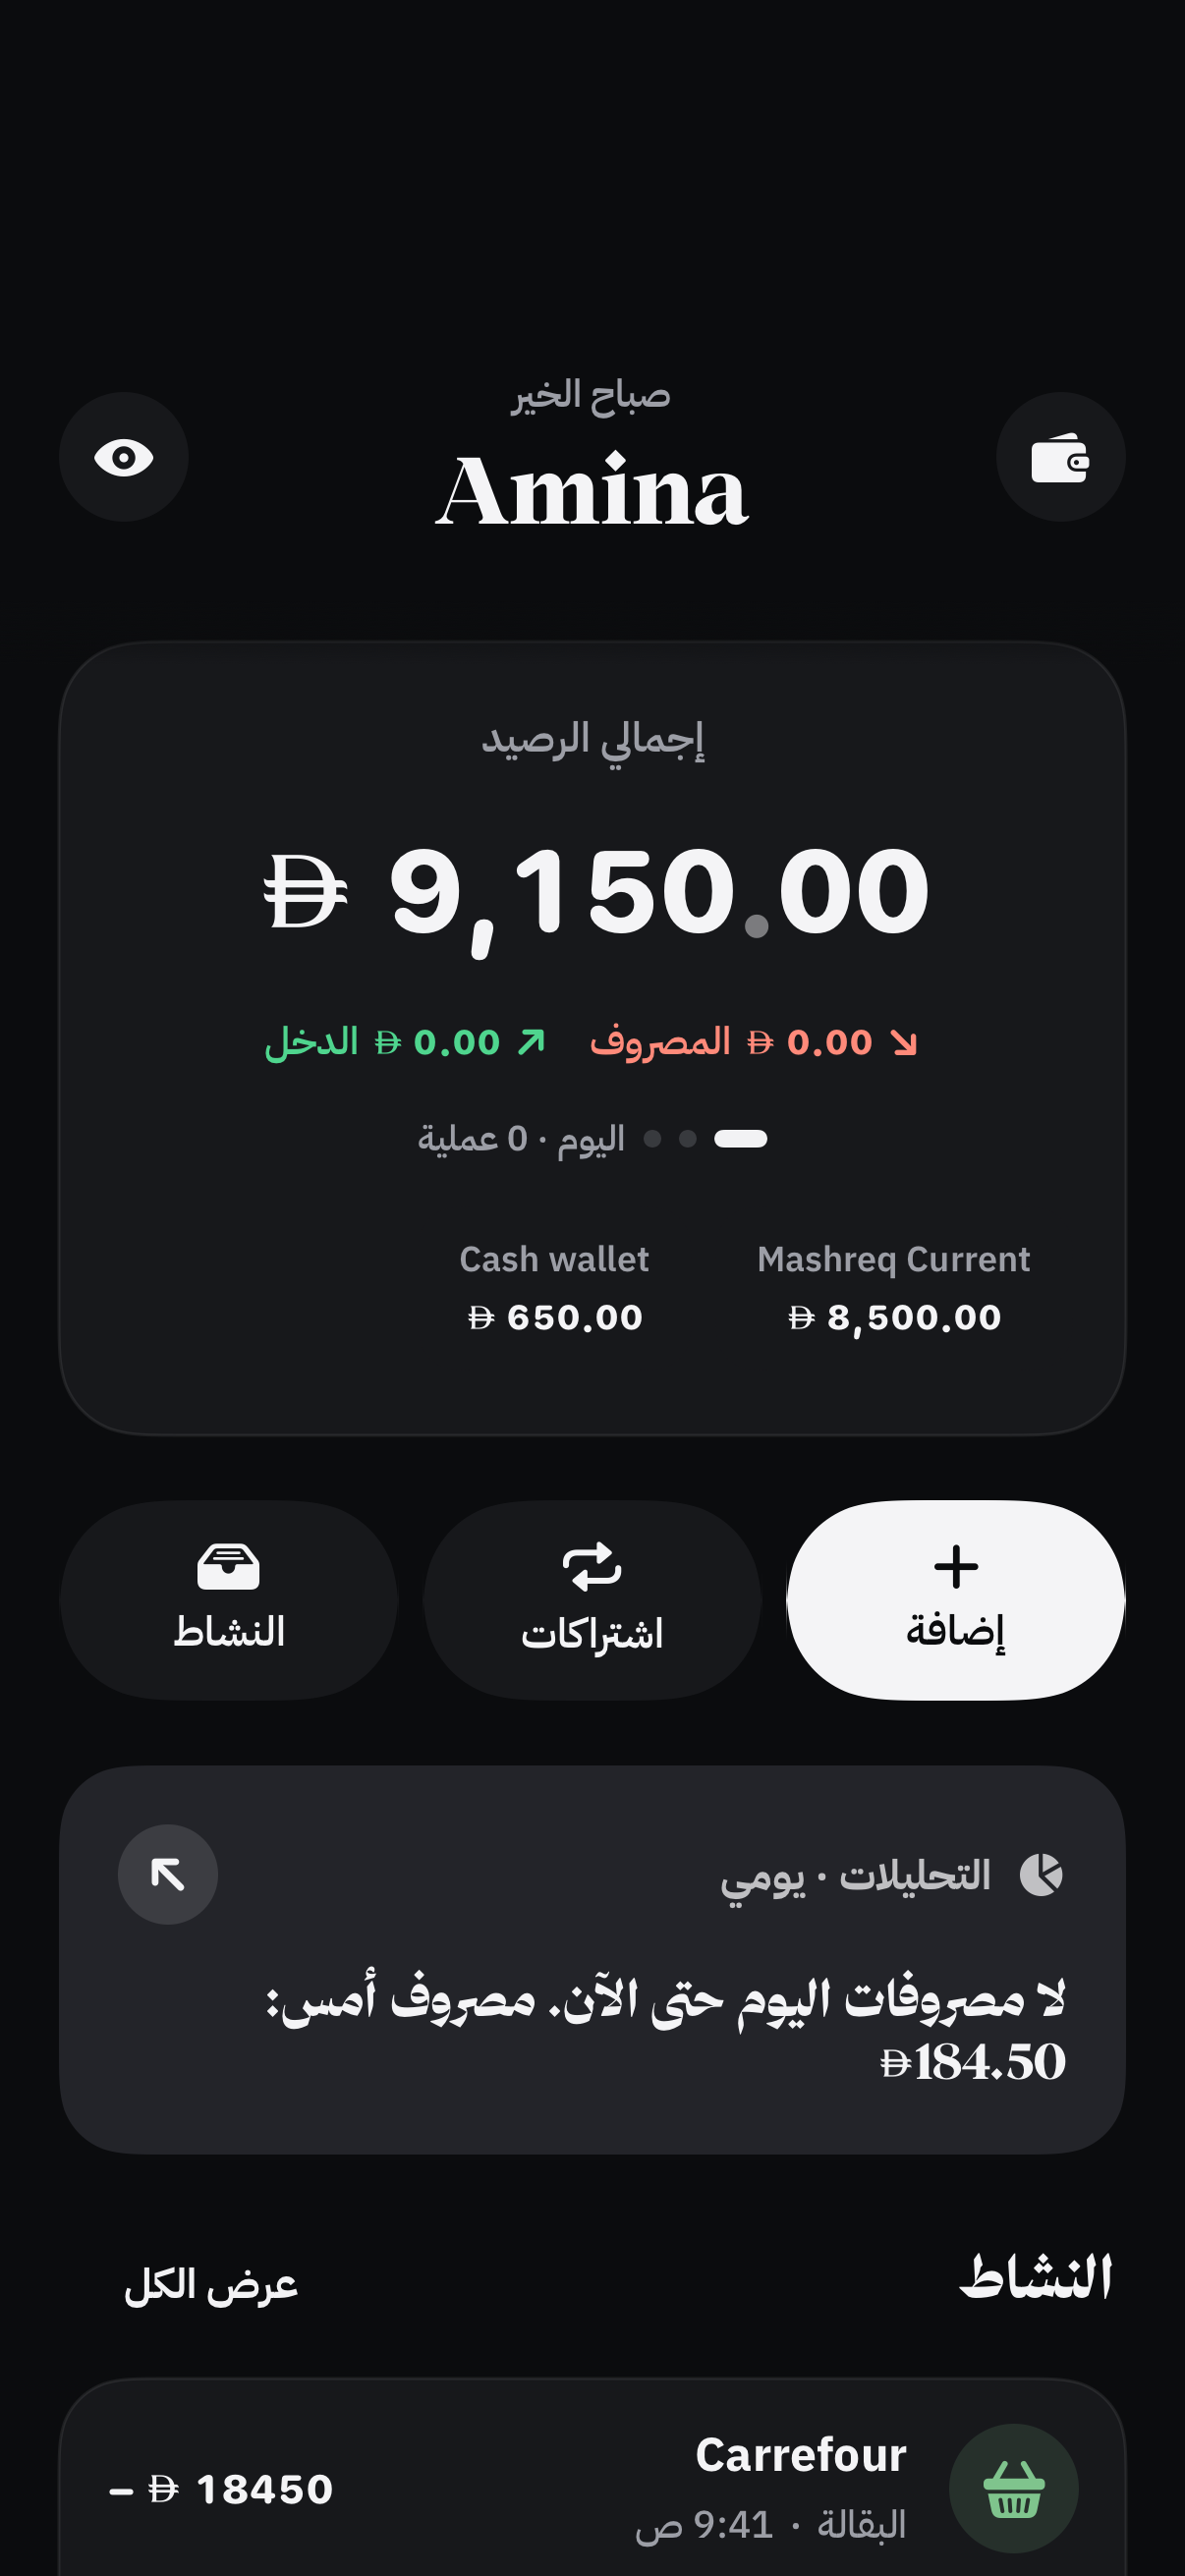 صباح الخير
Amina
إجمالي الرصيد
 9,150.00
المصروف  0.00
الدخل  0.00
اليوم · 0 عملية
Mashreq Current
 8,500.00
Cash wallet
 650.00
إضافة
اشتراكات
النشاط
التحليلات · يومي
لا مصروفات اليوم حتى الآن. مصروف أمس:
184.50
النشاط
عرض الكل
Carrefour
البقالة · 9:41 ص
–  18450